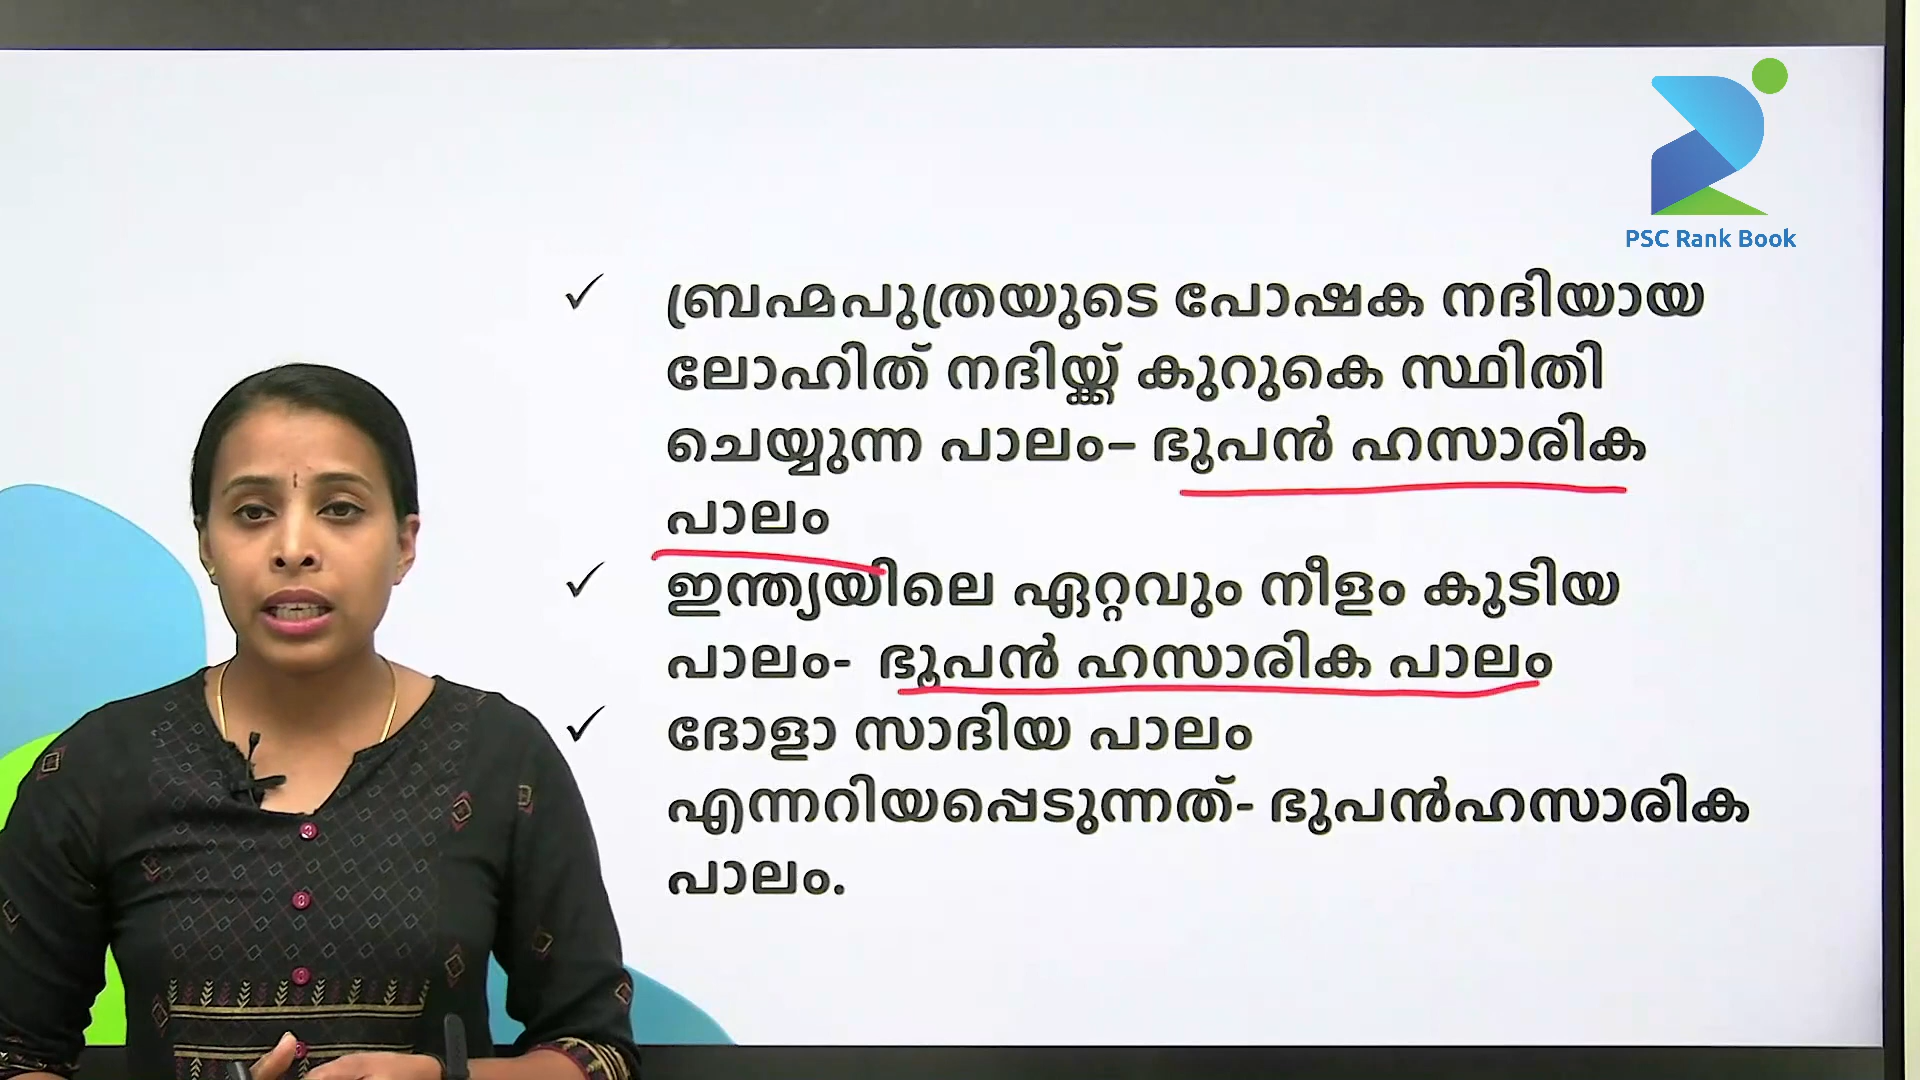 PSC Rank Book
✓ ബ്രഹ്മപുത്രയുടെ പോഷക നദിയായ
ലോഹിത് നദിയ്ക്ക് കുറുകെ സ്ഥിതി
ചെയ്യുന്ന പാലം– ഭൂപൻ ഹസാരിക
പാലം
✓ ഇന്ത്യയിലെ ഏറ്റവും നീളം കൂടിയ
പാലം- ഭൂപൻ ഹസാരിക പാലം
✓ ദോളാ സാദിയ പാലം
എന്നറിയപ്പെടുന്നത്- ഭൂപൻഹസാരിക
പാലം.